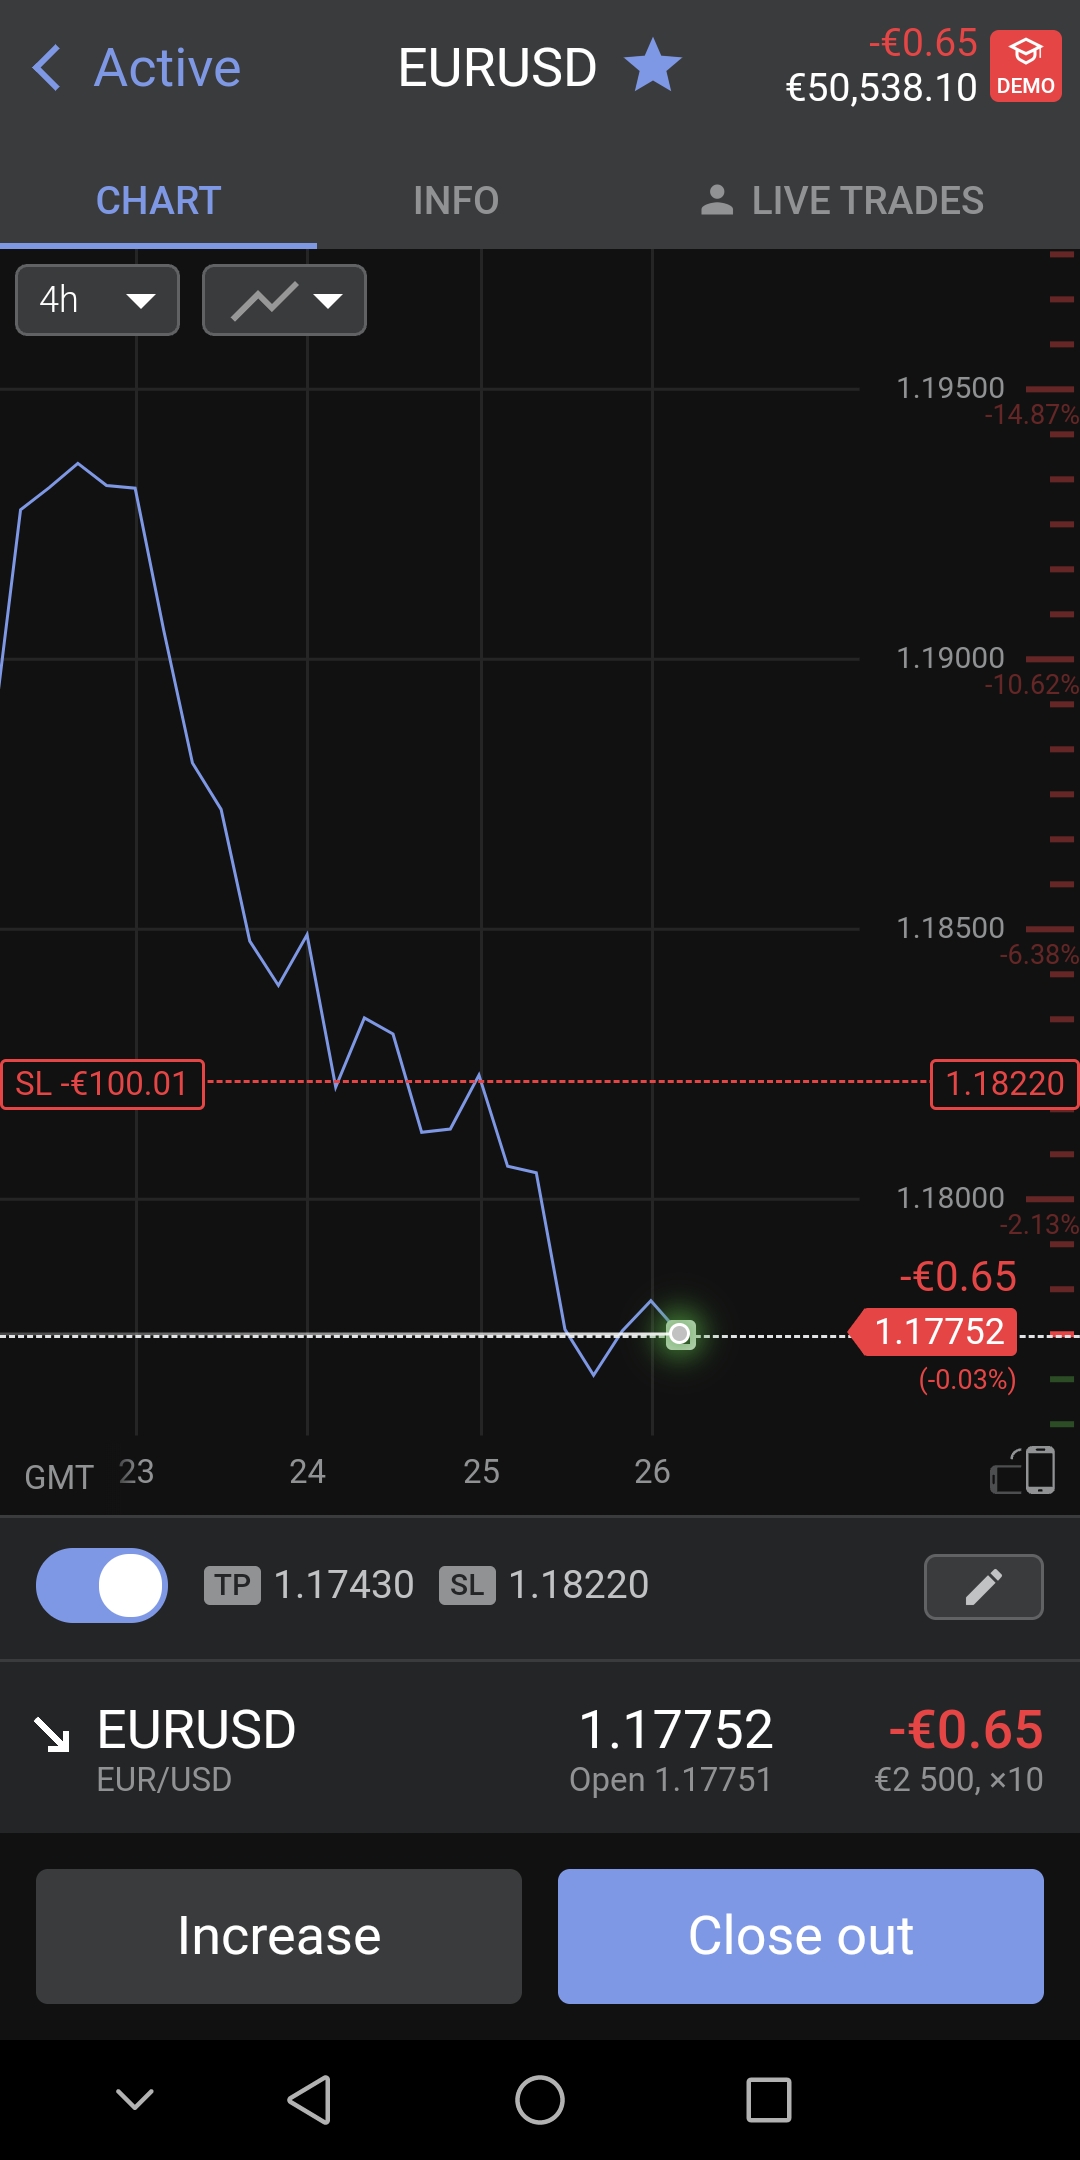 Active
EURUSD
-€0.65
€50,538.10
DEMO
CHART
INFO
LIVE TRADES
4h
1.19500
-14.87%
1.19000
-10.62%
1.18500
-6.38%
SL -€100.01
1.18220
1.18000
-2.13%
-€0.65
1.17752
(-0.03%)
GMT 23 24 25 26
TP 1.17430 SL 1.18220
EURUSD 1.17752 -€0.65
EUR/USD Open 1.17751 €2 500, ×10
Increase
Close out